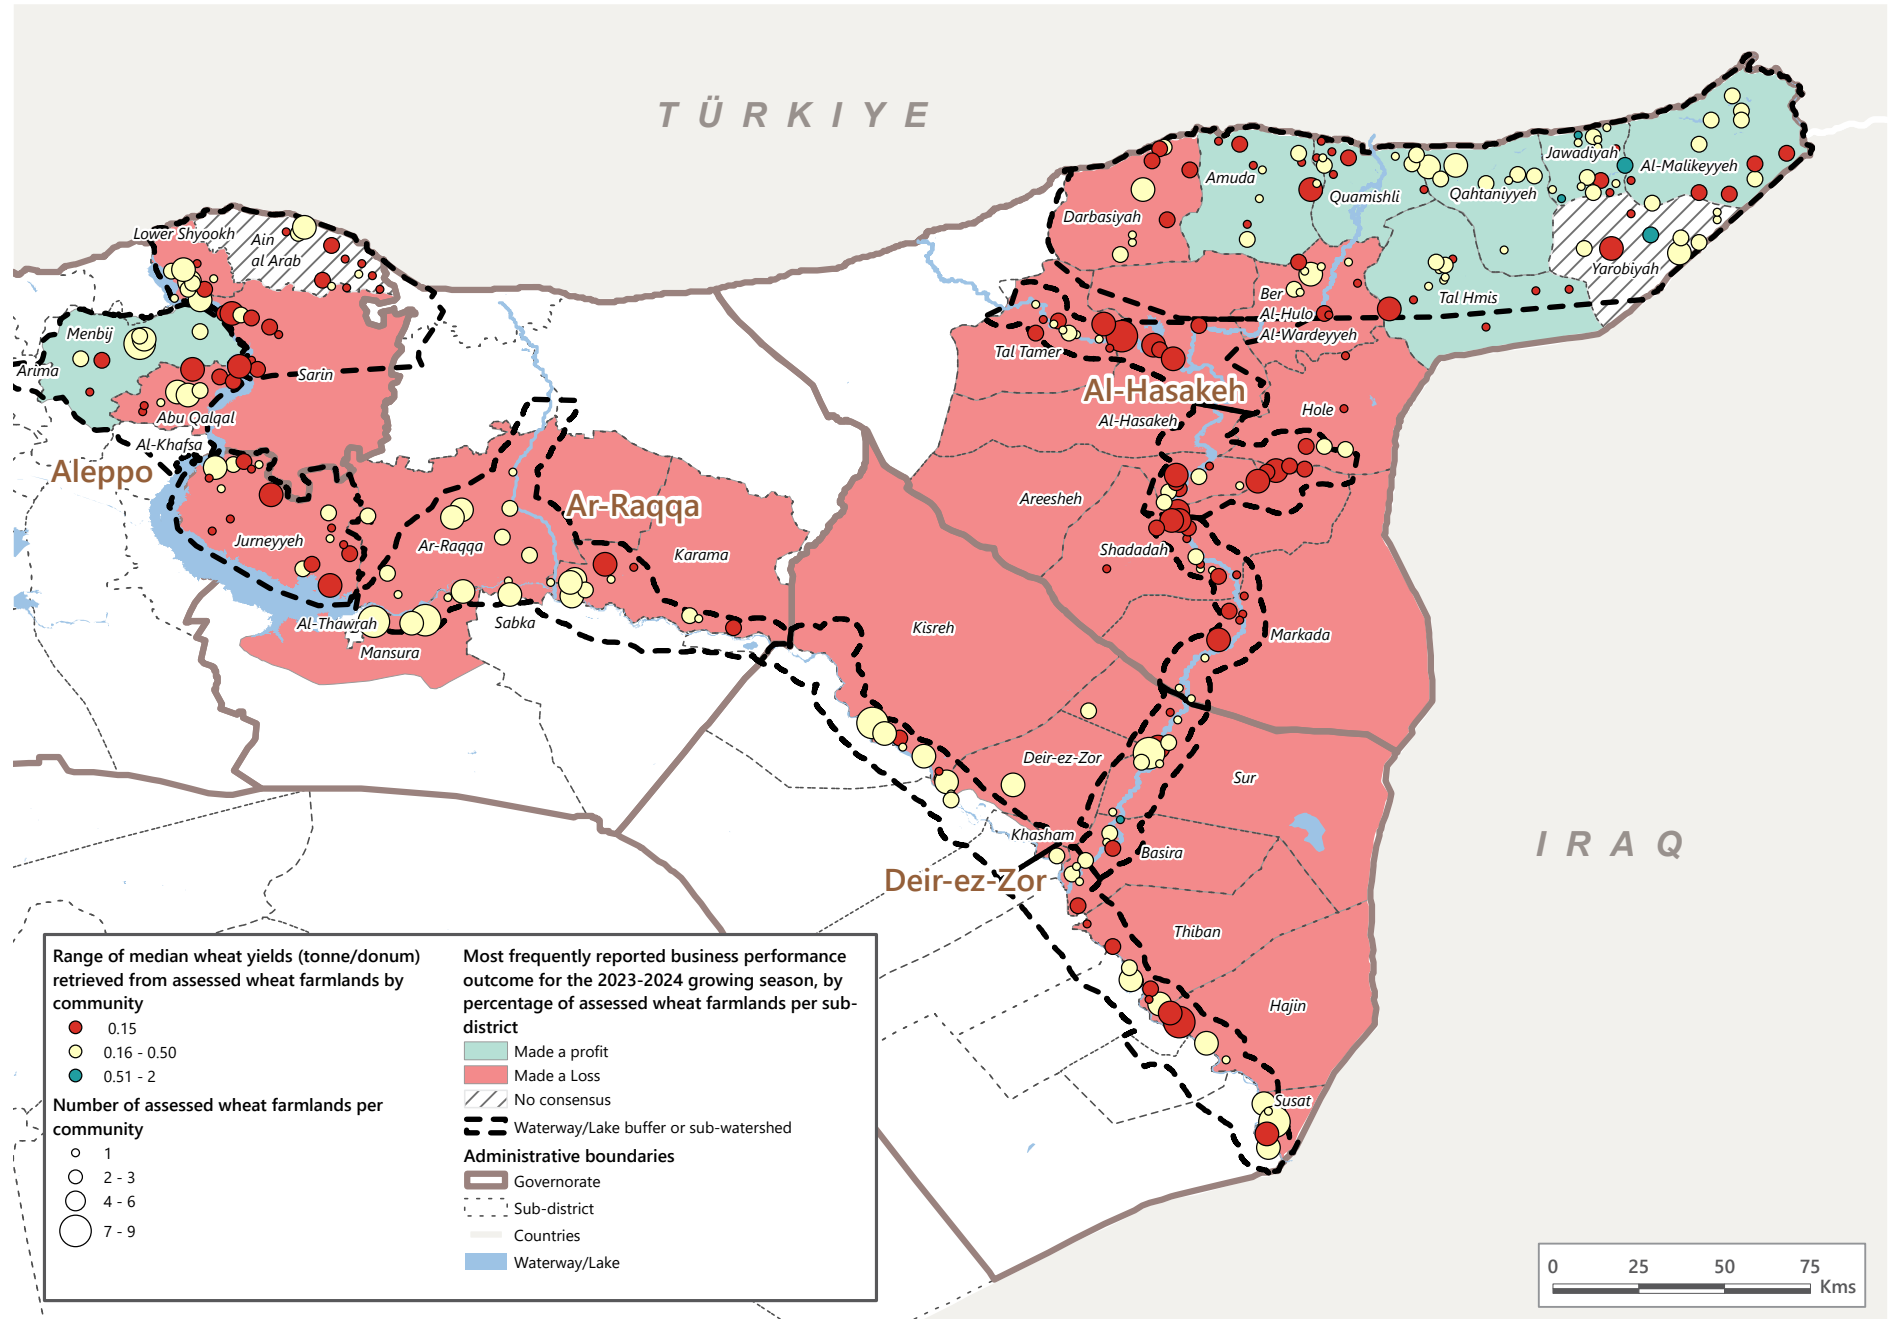 TÜRKIYE
Lower Shyookh
Ain
al Arab
Menbij
Arima
Sarin
Abu Qalqal
Al-Khafsa
Aleppo
Jurneyyeh
Ar-Raqqa
Ar-Raqqa
Karama
Al-Thawrah
Mansura
Sabka
Darbasiyah
Amuda
Quamishli
Qahtaniyyeh
Jawadiyah
Al-Malikeyyeh
Yarobiyah
Tal Hmis
Ber
Al-Hulo
Al-Wardeyyeh
Tal Tamer
Al-Hasakeh
Al-Hasakeh
Hole
Areesheh
Shadadah
Markada
Kisreh
Deir-ez-Zor
Sur
Khasham
Basira
Deir-ez-Zor
Thiban
Hajin
Susat
IRAQ
Range of median wheat yields (tonne/donum)
retrieved from assessed wheat farmlands by
community
0.15
0.16 - 0.50
0.51 - 2
Number of assessed wheat farmlands per
community
1
2 - 3
4 - 6
7 - 9
Most frequently reported business performance
outcome for the 2023-2024 growing season, by
percentage of assessed wheat farmlands per sub-
district
Made a profit
Made a Loss
No consensus
Waterway/Lake buffer or sub-watershed
Administrative boundaries
Governorate
Sub-district
Countries
Waterway/Lake
0 25 50 75
Kms